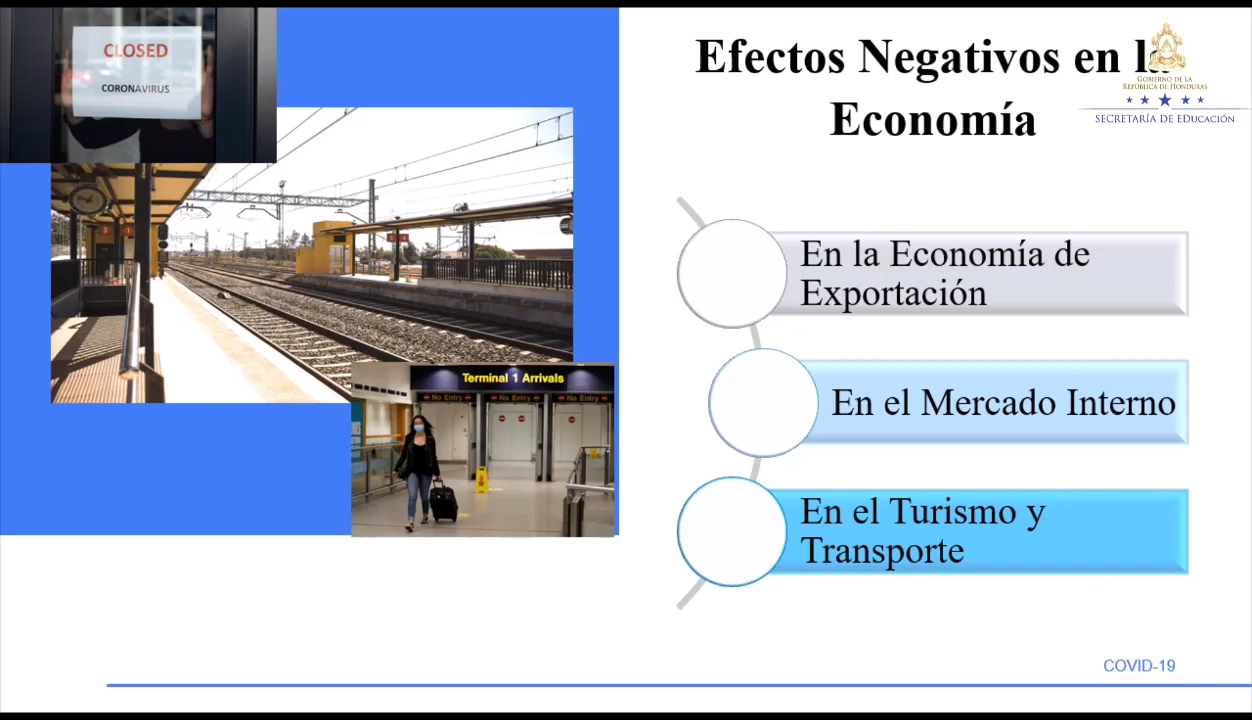 CLOSED
CORONAVIRUS
3
1
Terminal 1 Arrivals
No Entry
No Entry
No Entry
Efectos Negativos en la
Economía
GOBIERNO DE LA
REPÚBLICA DE HONDURAS
SECRETARÍA DE EDUCACIÓN
En la Economía de
Exportación
En el Mercado Interno
En el Turismo y
Transporte
COVID-19